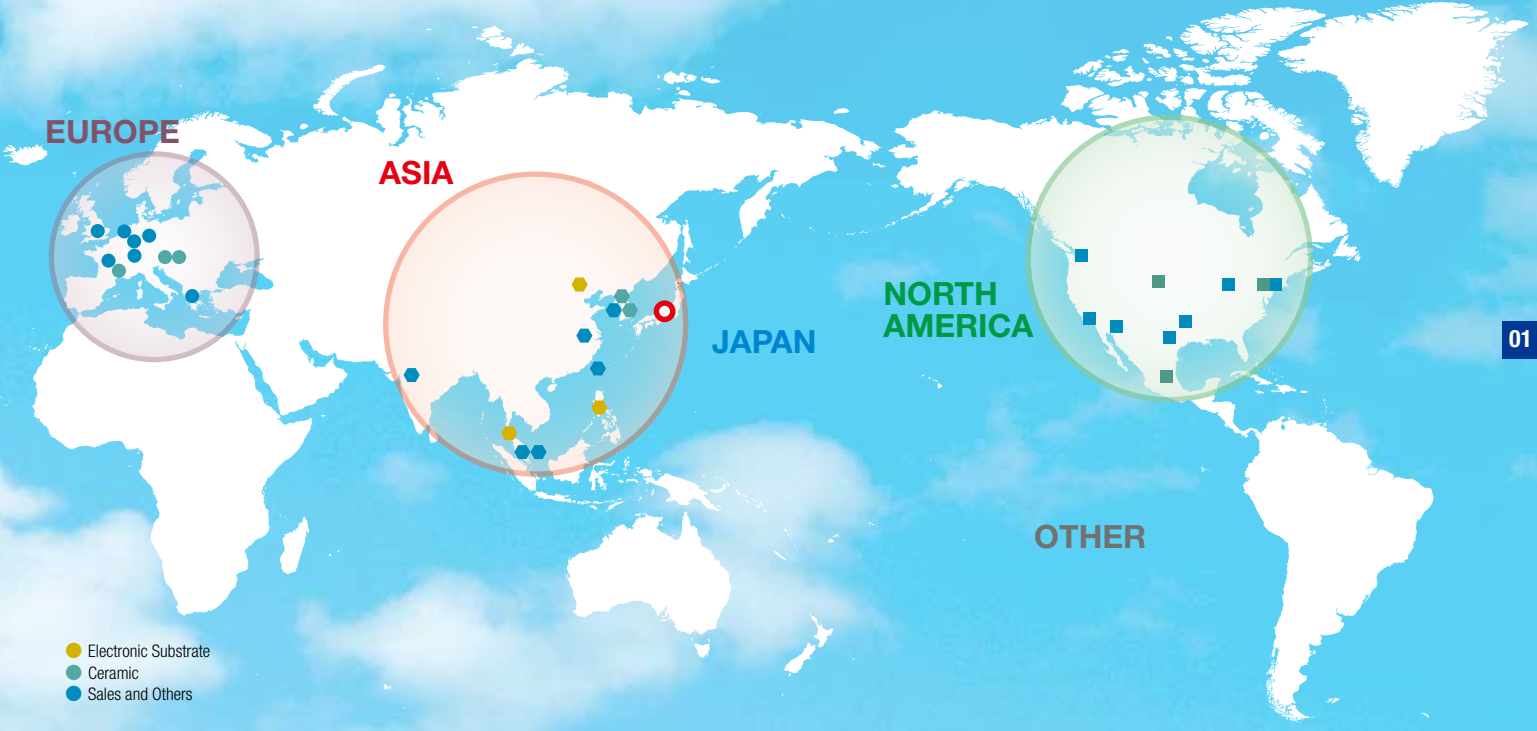 EUROPE
ASIA
JAPAN
NORTH
AMERICA
01
OTHER
Electronic Substrate
Ceramic
Sales and Others